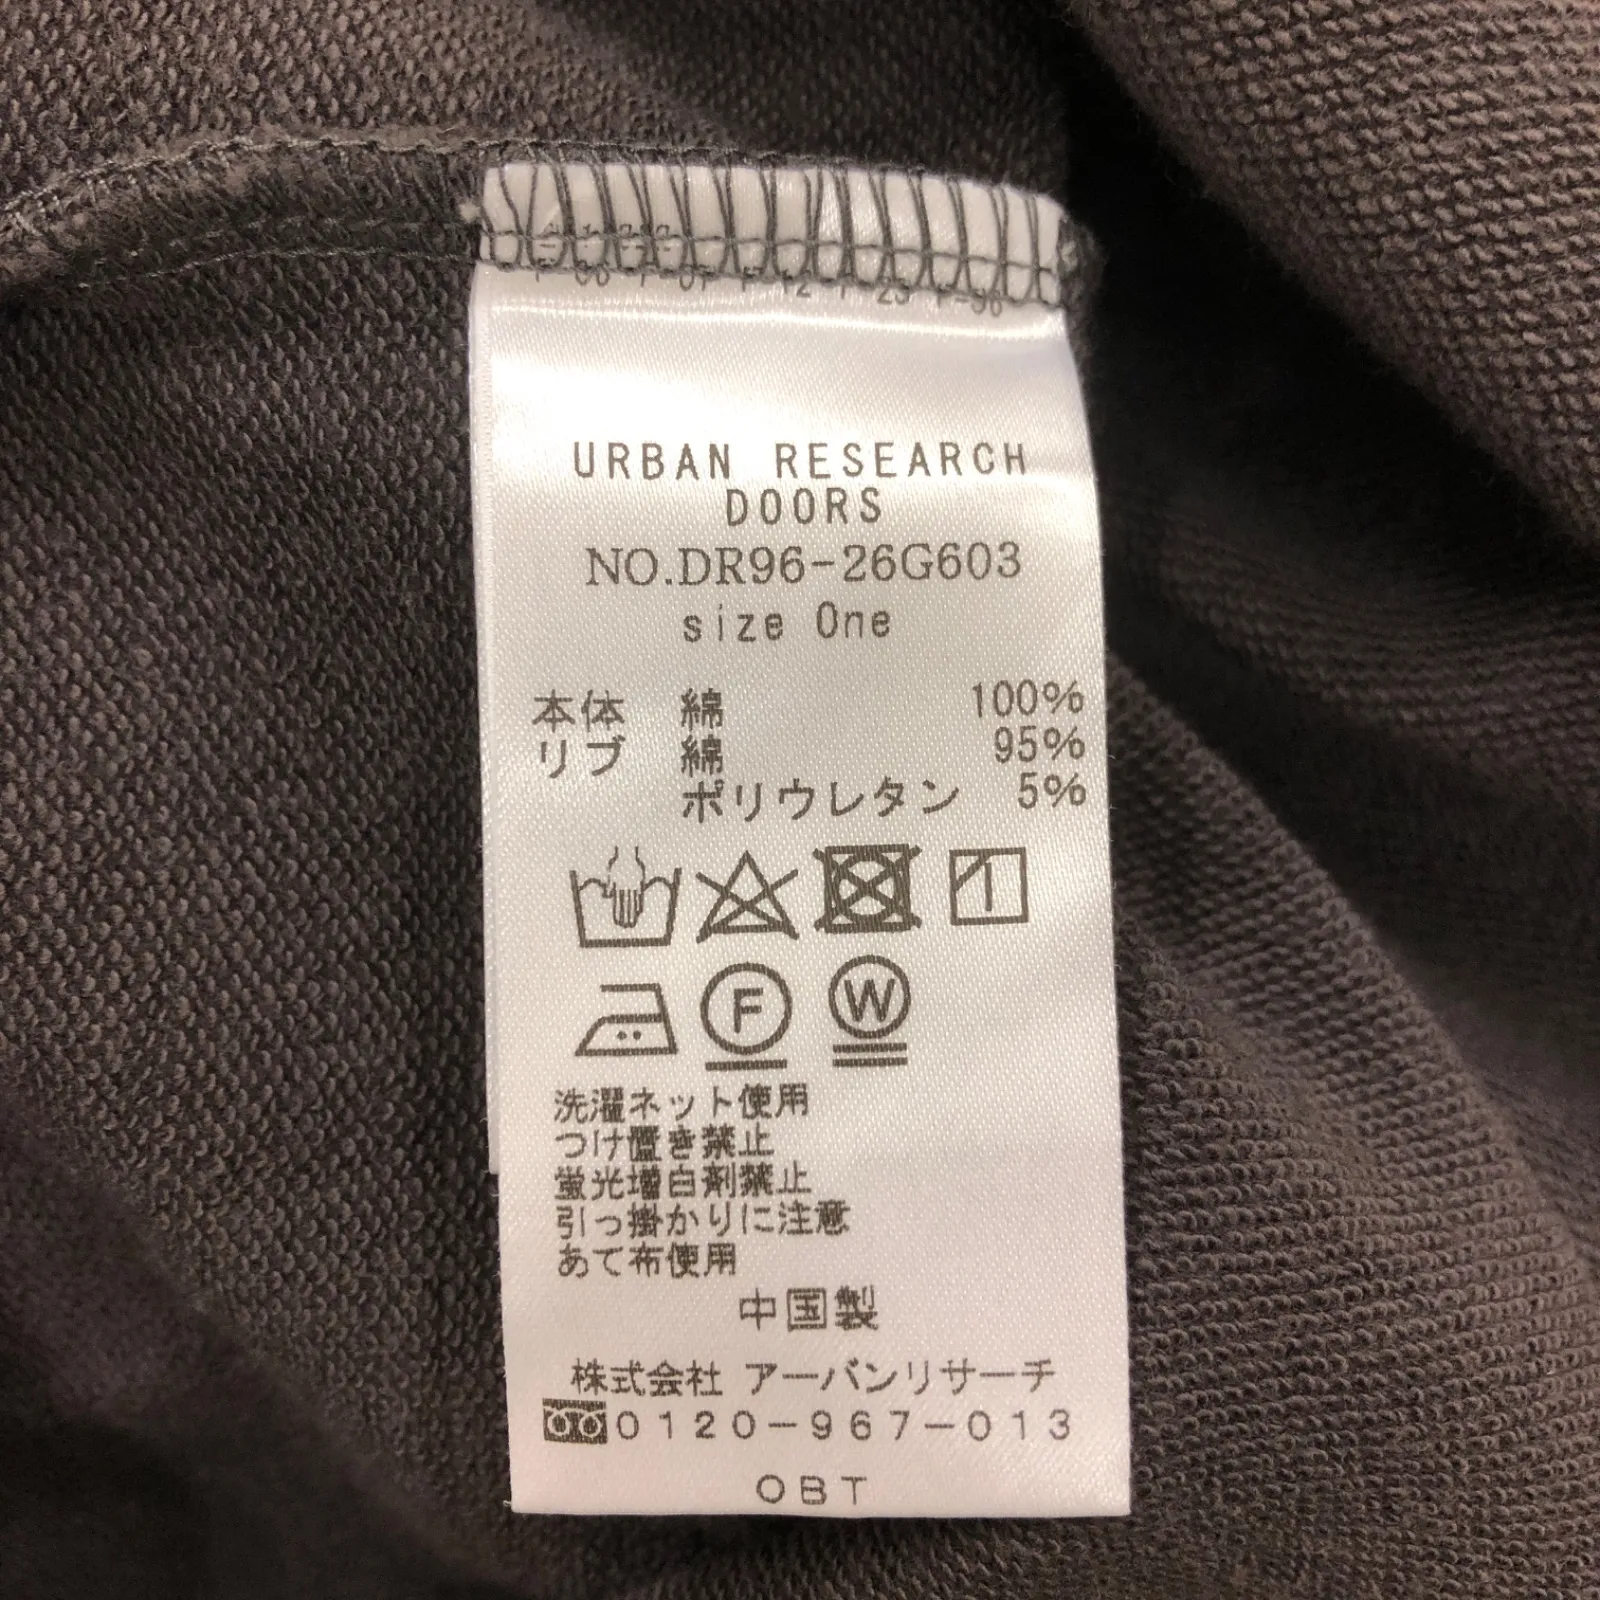 URBAN RESEARCH
DOORS
NO.DR96-26G603
size One
本体 綿 100%
リブ 綿 95%
ポリウレタン 5%
1
F W
洗濯ネット使用
つけ置き禁止
蛍光増白剤禁止
引っ掛かりに注意
あて布使用
中国製
株式会社 アーバンリサーチ
0120-967-013
OBT